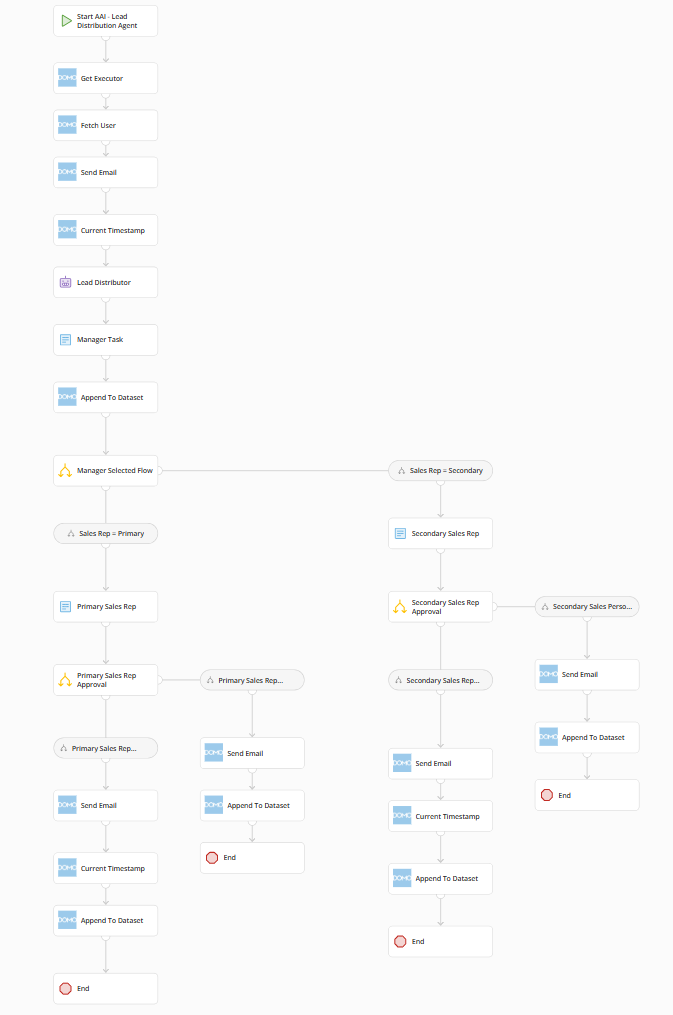 Start AAI - Lead
Distribution Agent
DOMO
Get Executor
DOMO
Fetch User
DOMO
Send Email
DOMO
Current Timestamp
Lead Distributor
Manager Task
DOMO
Append To Dataset
Manager Selected Flow
Sales Rep = Primary
Primary Sales Rep
Primary Sales Rep
Approval
Primary Sales Rep...
DOMO
Send Email
DOMO
Current Timestamp
DOMO
Append To Dataset
End
Primary Sales Rep...
DOMO
Send Email
DOMO
Append To Dataset
End
Sales Rep = Secondary
Secondary Sales Rep
Secondary Sales Rep
Approval
Secondary Sales Rep...
DOMO
Send Email
DOMO
Current Timestamp
DOMO
Append To Dataset
End
Secondary Sales Perso...
DOMO
Send Email
DOMO
Append To Dataset
End